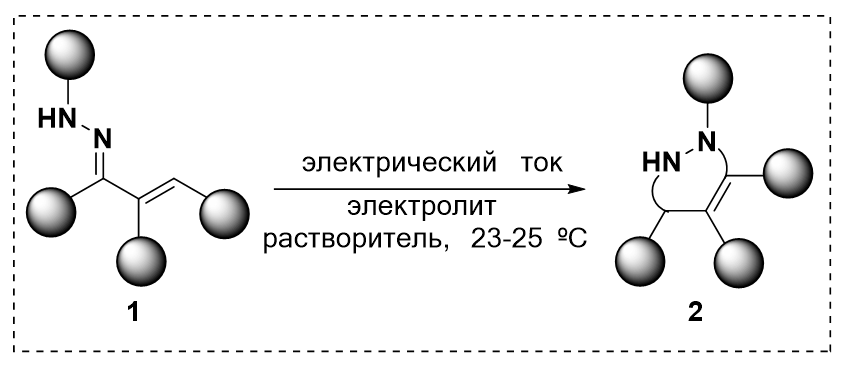 HN
N
электрический ток
электролит
растворитель, 23-25 ºC
1
N
HN
2